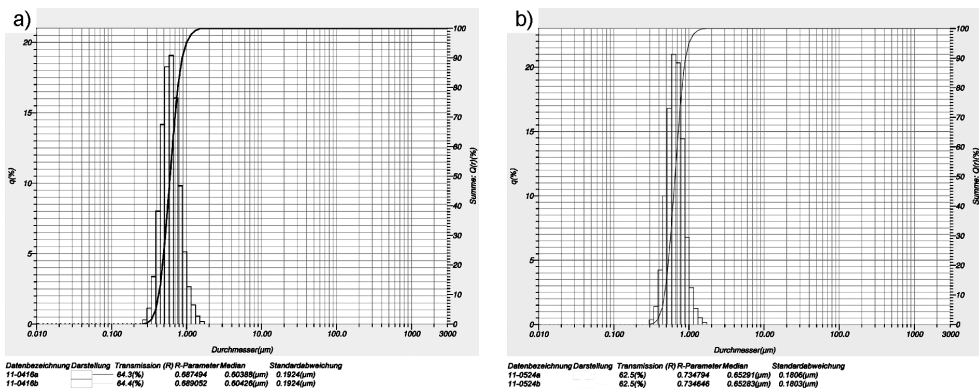 a)
q(%)
20
15
10
5
0
Summe: Q(r)(%)
100
90
80
70
60
50
40
30
20
10
0
0.010 0.100 1.000 10.00 100.0 1000 3000
Durchmesser(µm)
Datenbezeichnung Darstellung Transmission (R) R-Parameter Median Standardabweichung
11-0416a 64.3(%) 0.687494 0.60385(µm) 0.1924(µm)
11-0416b 64.4(%) 0.689052 0.60426(µm) 0.1924(µm)
b)
q(%)
20
15
10
5
0
Summe: Q(r)(%)
100
90
80
70
60
50
40
30
20
10
0
0.010 0.100 1.000 10.00 100.0 1000 3000
Durchmesser(µm)
Datenbezeichnung Darstellung Transmission (R) R-Parameter Median Standardabweichung
11-0524a 62.5(%) 0.734794 0.65291(µm) 0.1806(µm)
11-0524b 62.5(%) 0.734646 0.65283(µm) 0.1803(µm)